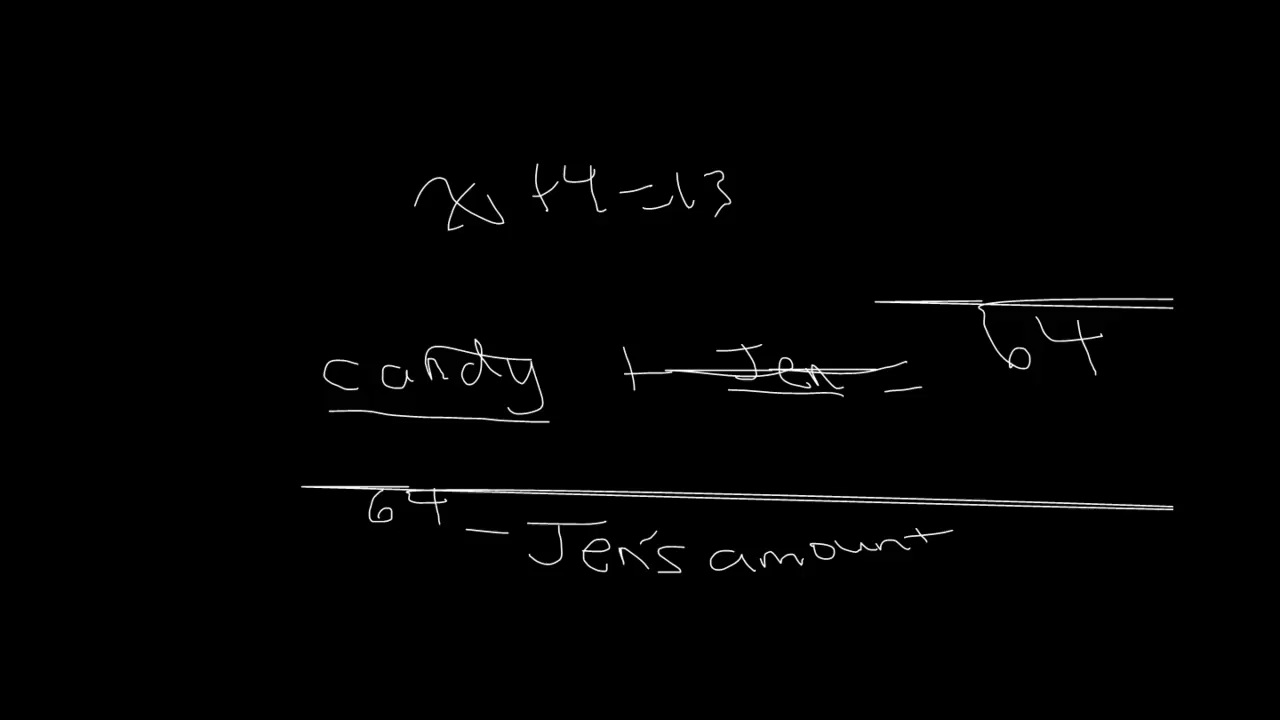 x+4=13
candy + Jen = 64
64 - Jen's amount